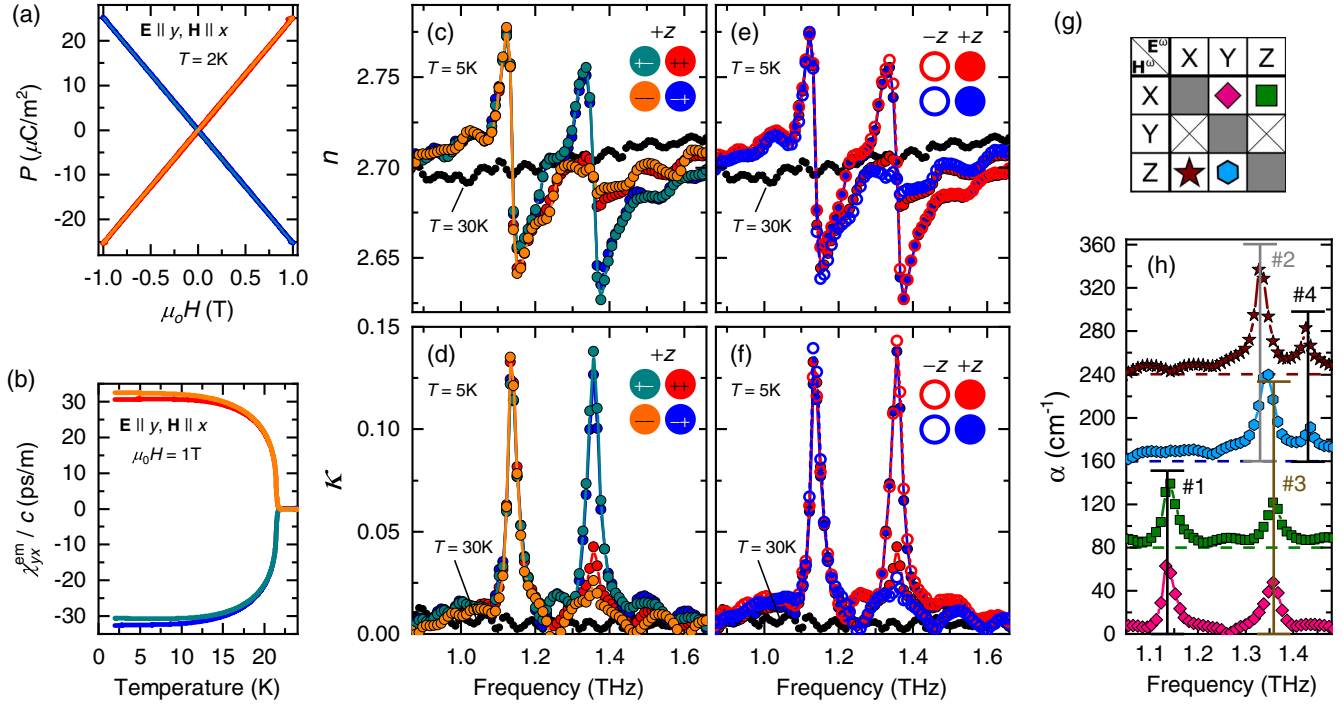 (a)
E || y, H || x
T = 2K
P (μC/m²)
20
10
0
-10
-20
-1.0 -0.5 0.0 0.5 1.0
μ₀H (T)
(b)
E || y, H || x
μ₀H = 1T
χᵉᵐyx / c (ps/m)
30
20
10
0
-10
-20
-30
0 5 10 15 20
Temperature (K)
(c)
+z
T = 5K
+− ++
−− −+
n
2.75
2.70
2.65
T = 30K
(d)
+z
T = 5K
+− ++
−− −+
κ
0.15
0.10
0.05
0.00
T = 30K
1.0 1.2 1.4 1.6
Frequency (THz)
(e)
−z +z
T = 5K
T = 30K
(f)
−z +z
T = 5K
T = 30K
1.0 1.2 1.4 1.6
Frequency (THz)
(g)
Eω
Hω
X Y Z
X
Y
Z
(h)
α (cm⁻¹)
360
320
280
240
200
160
120
80
40
0
#2
#4
#3
#1
1.1 1.2 1.3 1.4
Frequency (THz)